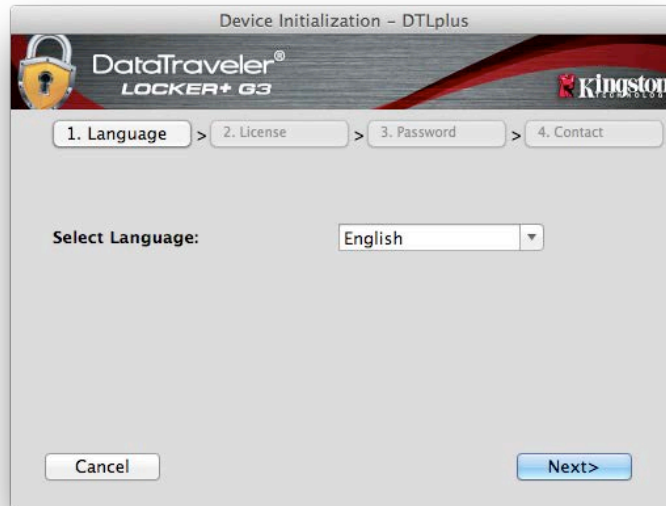 Device Initialization – DTLplus
DataTraveler®
LOCKER+ G3
Kingston
TECHNOLOGY
1. Language > 2. License > 3. Password > 4. Contact
Select Language: English
Cancel Next>